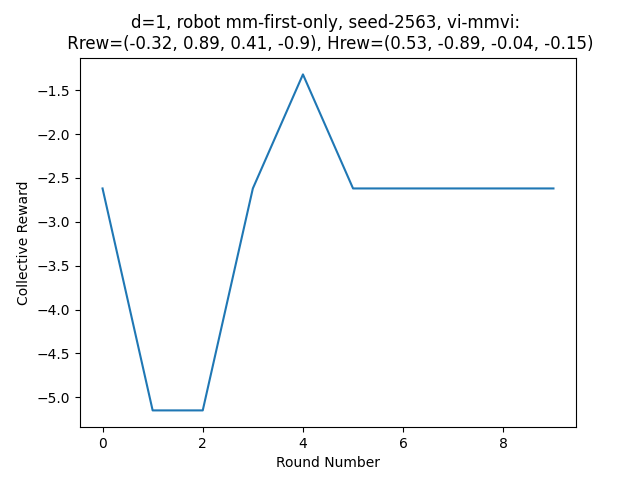 d=1, robot mm-first-only, seed-2563, vi-mmvi:
Rrew=(-0.32, 0.89, 0.41, -0.9), Hrew=(0.53, -0.89, -0.04, -0.15)
−1.5
−2.0
−2.5
−3.0
−3.5
−4.0
−4.5
−5.0
Collective Reward
0 2 4 6 8
Round Number